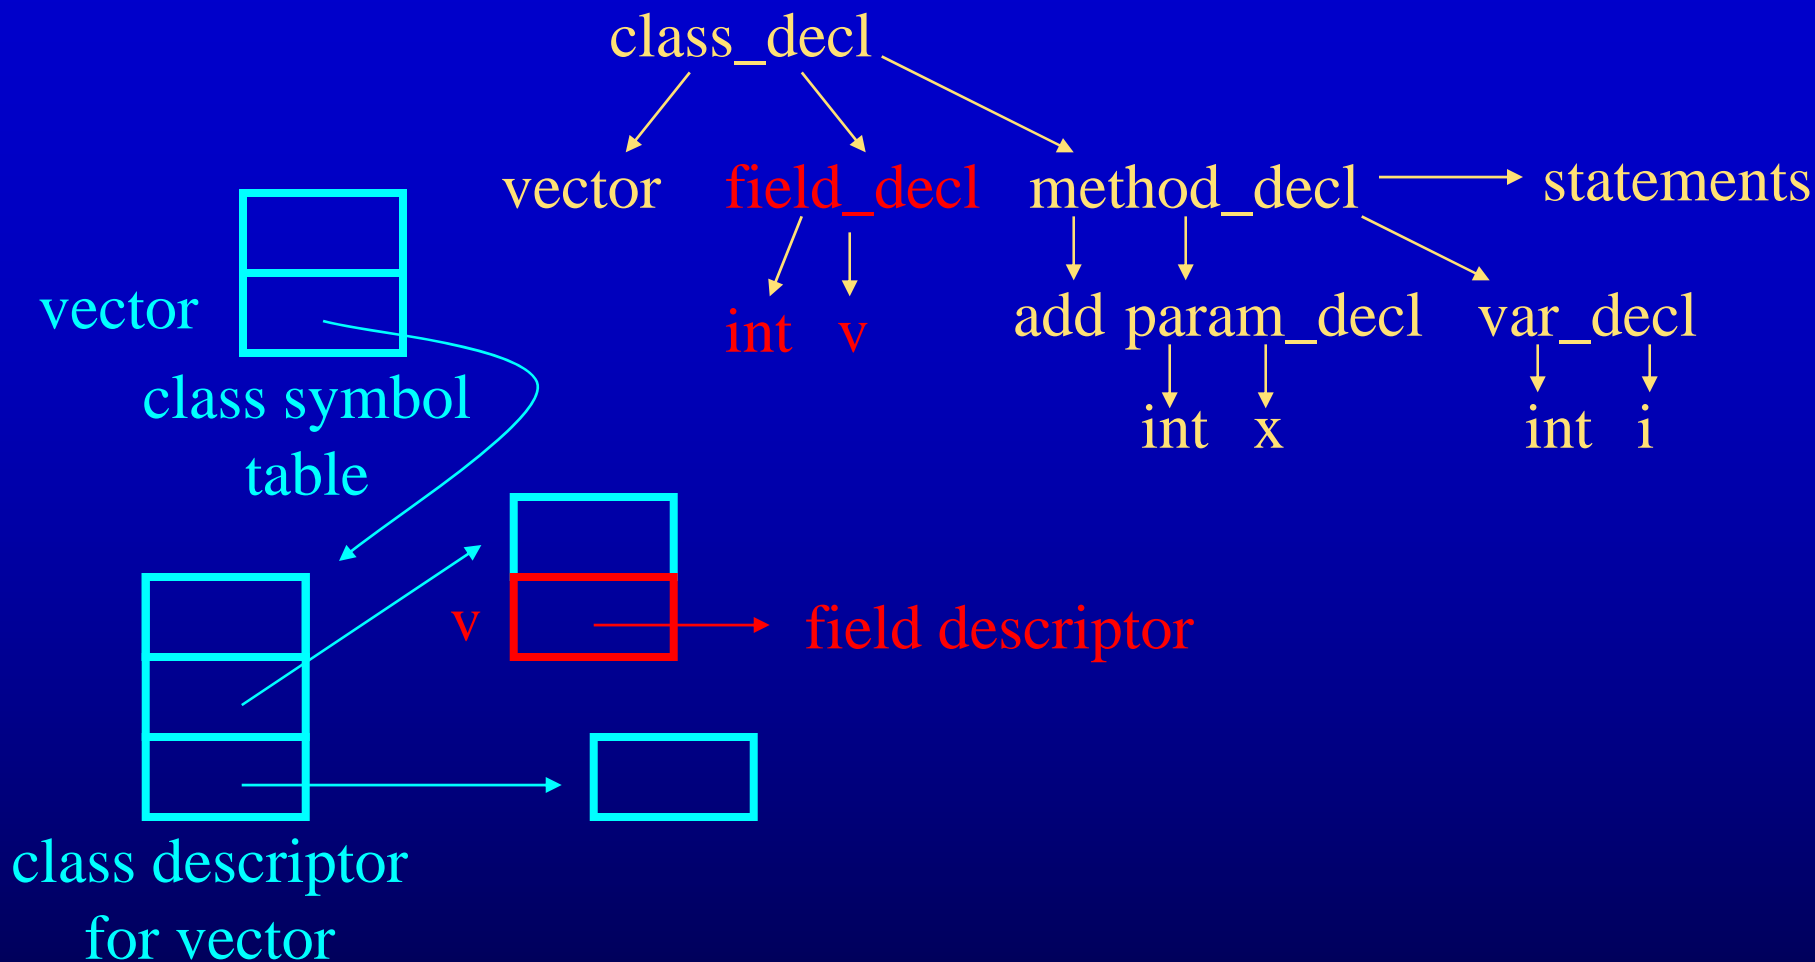 class_decl
vector field_decl method_decl statements
vector int v add param_decl var_decl
class symbol int x int i
table
v field descriptor
class descriptor
for vector